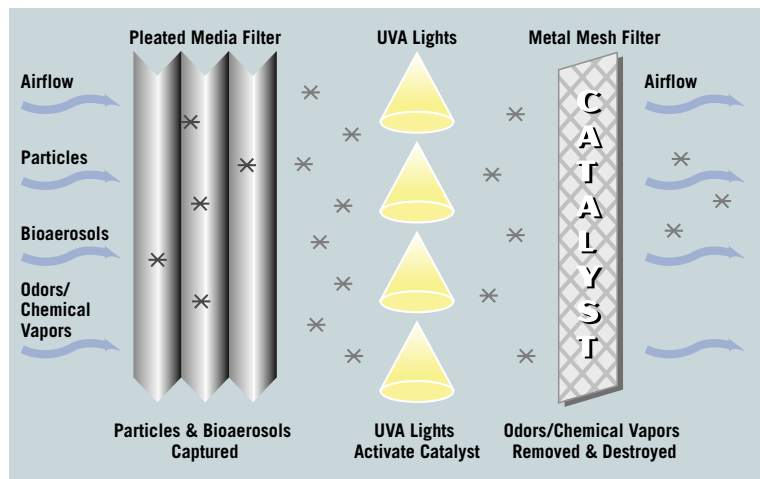 Pleated Media Filter
UVA Lights
Metal Mesh Filter
Airflow
Particles
Bioaerosols
Odors/
Chemical
Vapors
CATALYST
Airflow
Particles & Bioaerosols
Captured
UVA Lights
Activate Catalyst
Odors/Chemical Vapors
Removed & Destroyed